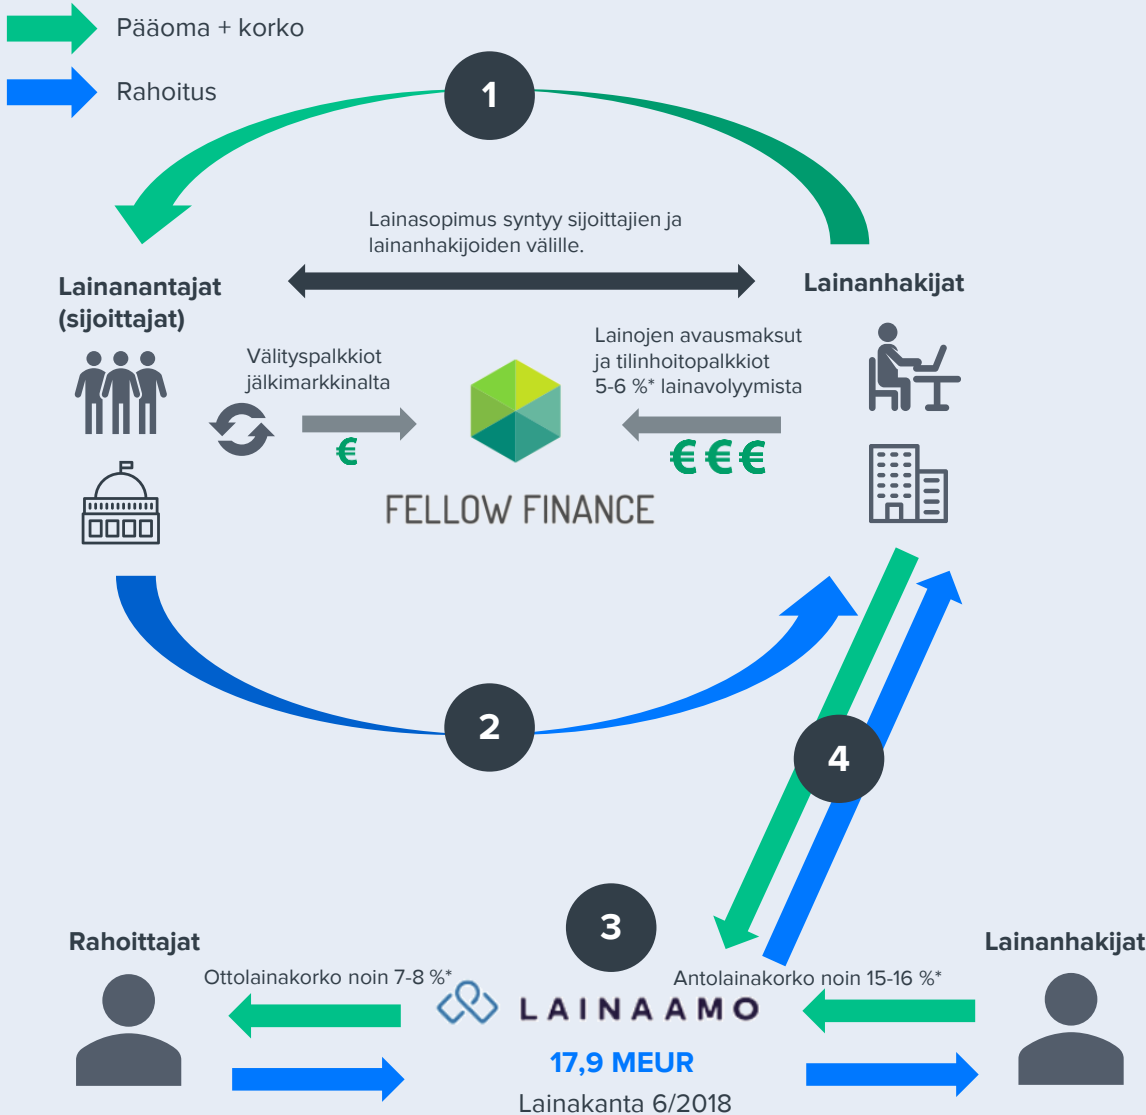 Pääoma + korko
Rahoitus
1
Lainasopimus syntyy sijoittajien ja
lainanhakijoiden välille.
Lainanantajat
(sijoittajat)
Lainanhakijat
Välityspalkkiot
jälkimarkkinalta
Lainojen avausmaksut
ja tilinhoitopalkkiot
5-6 %* lainavolyymista
€
€ € €
FELLOW FINANCE
2
4
3
Rahoittajat
Lainanhakijat
Ottolainakorko noin 7-8 %*
Antolainakorko noin 15-16 %*
LAINAAMO
17,9 MEUR
Lainakanta 6/2018